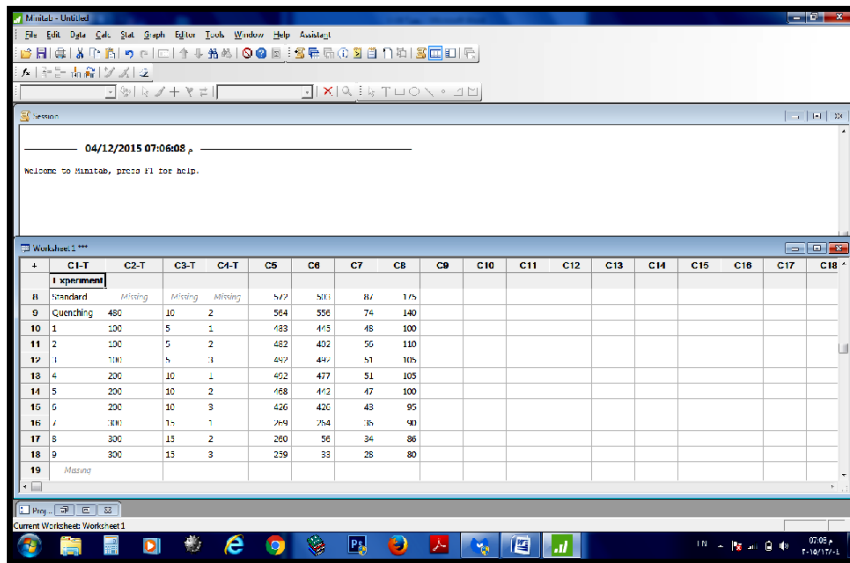 Minitab - Untitled
File Edit Data Calc Stat Graph Editor Tools Window Help Assistant
Session
04/12/2015 07:06:08 م
Welcome to Minitab, press F1 for help.
Worksheet 1 ***
+ C1-T C2-T C3-T C4-T C5 C6 C7 C8 C9 C10 C11 C12 C13 C14 C15 C16 C17 C18
Experiment
8 Standard Missing Missing Missing 572 503 87 175
9 Quenching 480 10 2 564 556 74 140
10 1 100 5 1 483 445 48 100
11 2 100 5 2 482 56 110
12 3 100 5 3 492 492 51 105
13 4 200 10 1 492 477 51 105
14 5 200 10 2 468 442 47 100
15 6 200 10 3 426 426 43 95
16 7 300 15 1 269 264 90
17 8 300 15 2 260 56 34 86
18 9 300 15 3 259 33 28 80
19 Missing
Proj...
Current Worksheet: Worksheet 1
EN 07:08 م